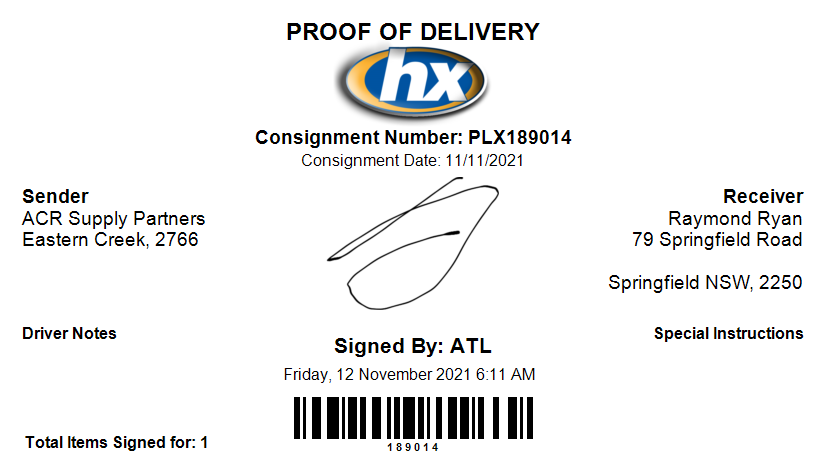 PROOF OF DELIVERY
hx
Consignment Number: PLX189014
Consignment Date: 11/11/2021
Sender
ACR Supply Partners
Eastern Creek, 2766
Receiver
Raymond Ryan
79 Springfield Road
Springfield NSW, 2250
Driver Notes
Special Instructions
Signed By: ATL
Friday, 12 November 2021 6:11 AM
189014
Total Items Signed for: 1